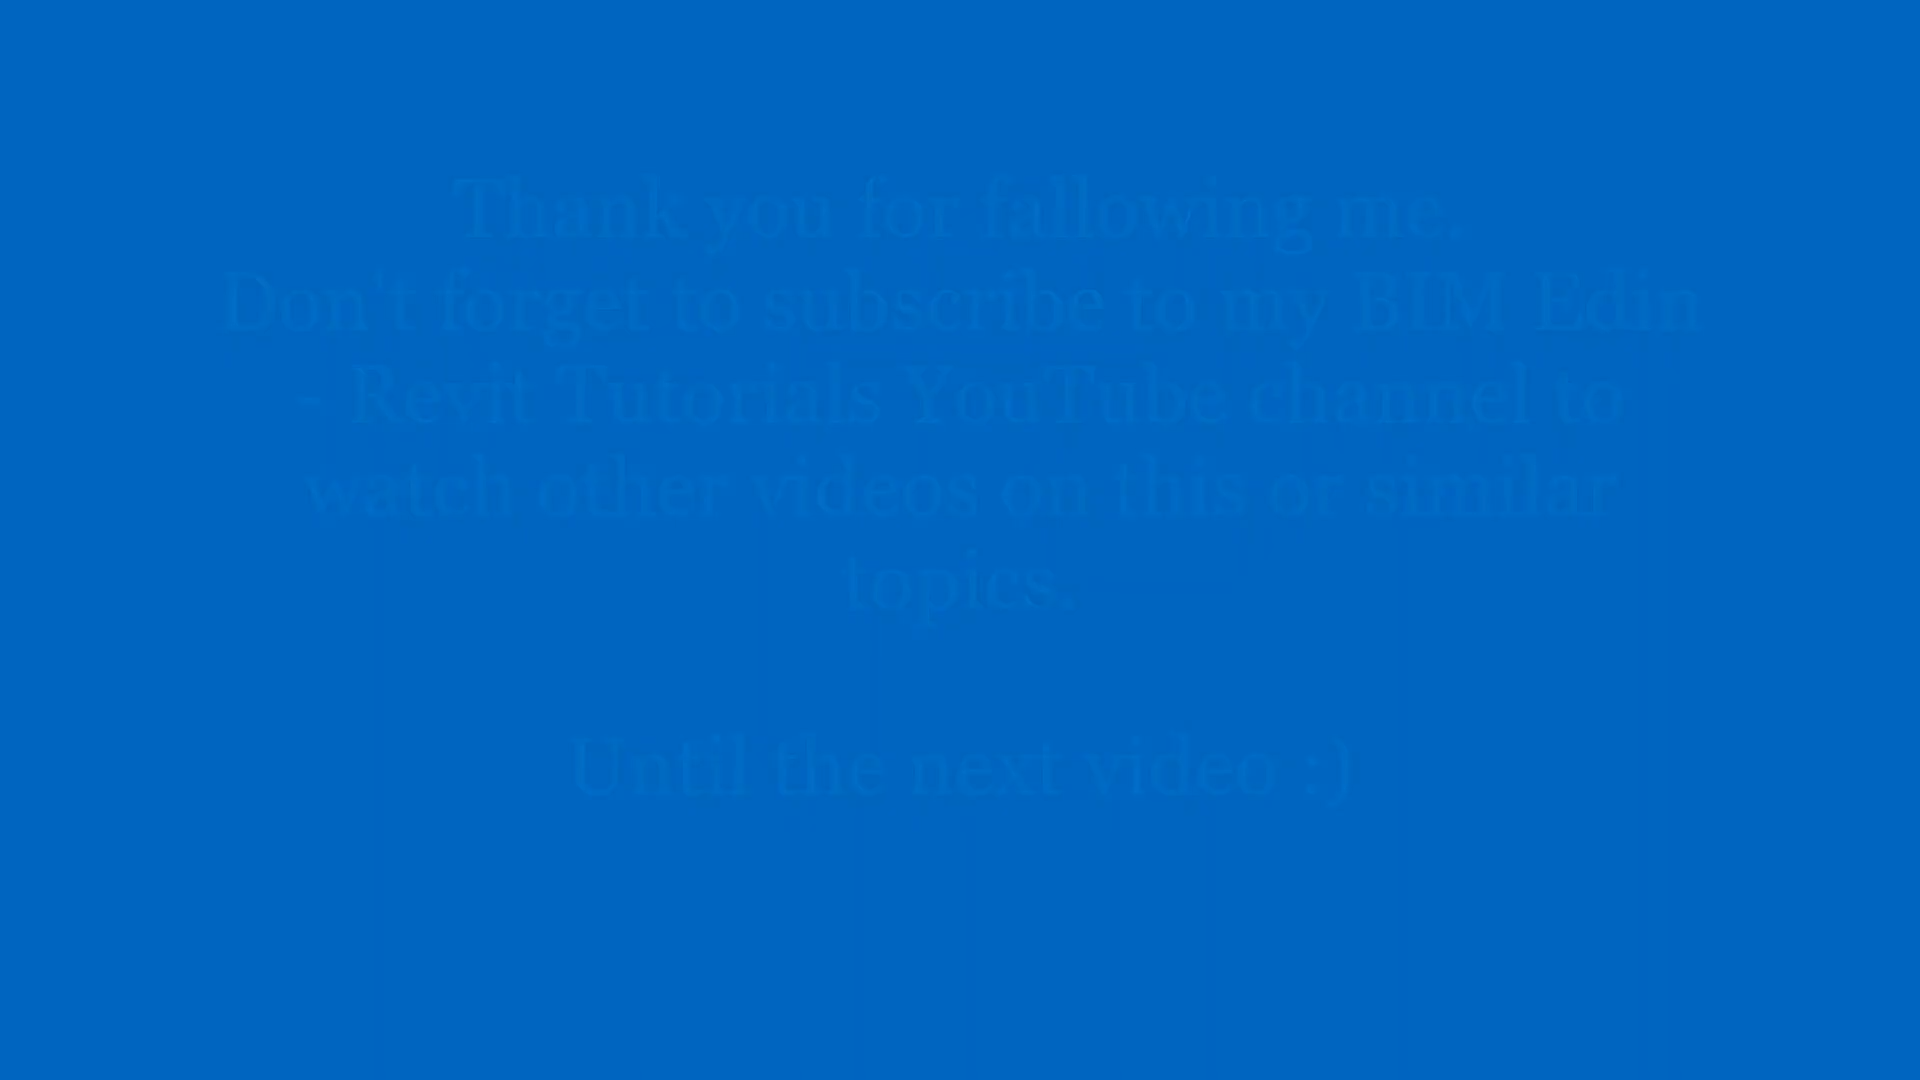 Thank you for fallowing me.
Don't forget to subscribe to my BIM Edin
- Revit Tutorials YouTube channel to
watch other videos on this or similar
topics.
Until the next video :)